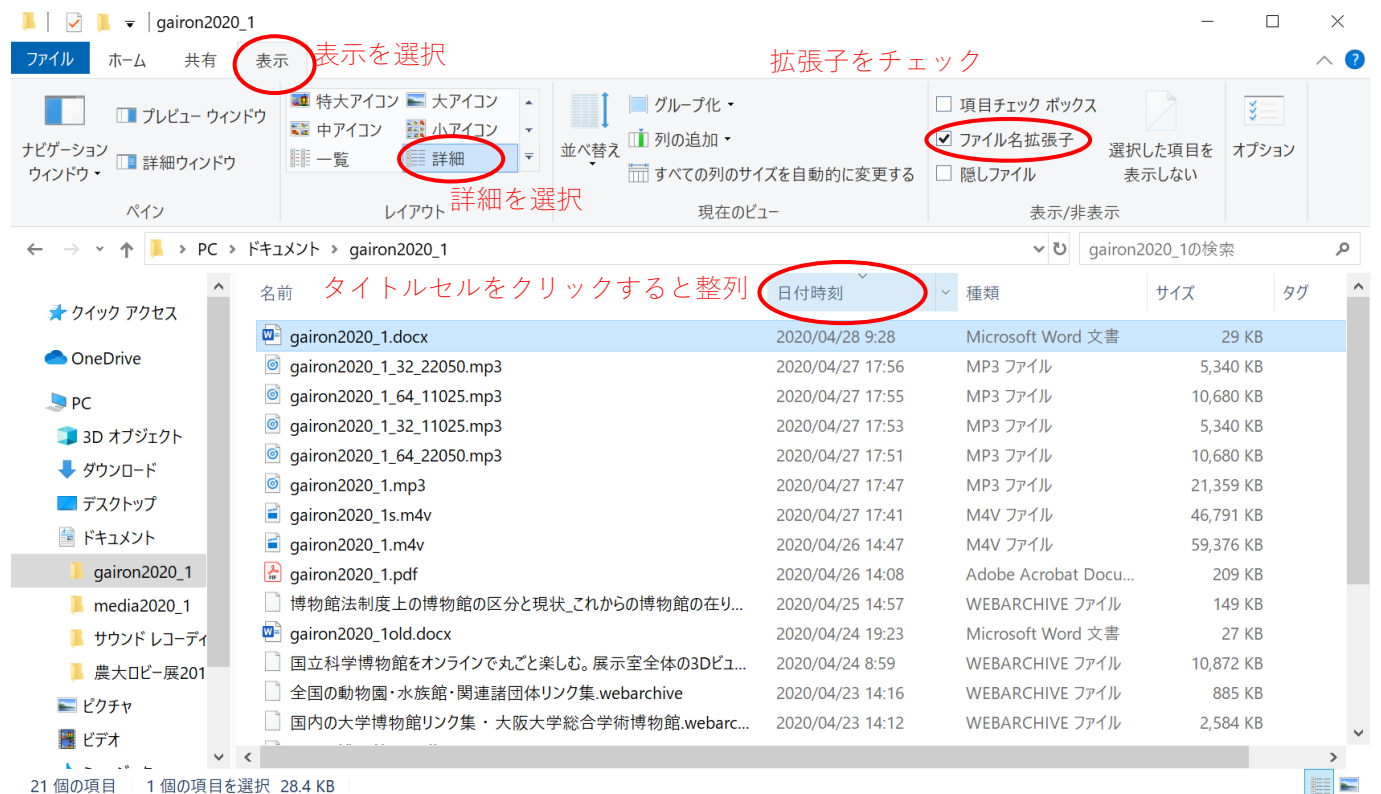 gairon2020_1
ファイル ホーム 共有 表示 表示を選択 拡張子をチェック
ナビゲーション ウィンドウ
プレビュー ウィンドウ
詳細ウィンドウ
ペイン
特大アイコン 大アイコン
中アイコン 小アイコン
一覧 詳細
詳細を選択
レイアウト
並べ替え
グループ化
列の追加
すべての列のサイズを自動的に変更する
現在のビュー
項目チェック ボックス
ファイル名拡張子
隠しファイル
選択した項目を
表示しない
表示/非表示
オプション
PC ドキュメント gairon2020_1
gairon2020_1の検索
クイック アクセス
OneDrive
PC
3D オブジェクト
ダウンロード
デスクトップ
ドキュメント
gairon2020_1
media2020_1
サウンド レコーディ
農大ロビー展201
ピクチャ
ビデオ
タイトルセルをクリックすると整列
名前 日付時刻 種類 サイズ タグ
gairon2020_1.docx 2020/04/28 9:28 Microsoft Word 文書 29 KB
gairon2020_1_32_22050.mp3 2020/04/27 17:56 MP3 ファイル 5,340 KB
gairon2020_1_64_11025.mp3 2020/04/27 17:55 MP3 ファイル 10,680 KB
gairon2020_1_32_11025.mp3 2020/04/27 17:53 MP3 ファイル 5,340 KB
gairon2020_1_64_22050.mp3 2020/04/27 17:51 MP3 ファイル 10,680 KB
gairon2020_1.mp3 2020/04/27 17:47 MP3 ファイル 21,359 KB
gairon2020_1s.m4v 2020/04/27 17:41 M4V ファイル 46,791 KB
gairon2020_1.m4v 2020/04/26 14:47 M4V ファイル 59,376 KB
gairon2020_1.pdf 2020/04/26 14:08 Adobe Acrobat Docu... 209 KB
博物館法制度上の博物館の区分と現状_これからの博物館の在り... 2020/04/25 14:57 WEBARCHIVE ファイル 149 KB
gairon2020_1old.docx 2020/04/24 19:23 Microsoft Word 文書 27 KB
国立科学博物館をオンラインで丸ごと楽しむ。展示室全体の3Dビュ... 2020/04/24 8:59 WEBARCHIVE ファイル 10,872 KB
全国の動物園・水族館・関連諸団体リンク集.webarchive 2020/04/23 14:16 WEBARCHIVE ファイル 885 KB
国内の大学博物館リンク集 ・ 大阪大学総合学術博物館.webarc... 2020/04/23 14:12 WEBARCHIVE ファイル 2,584 KB
21 個の項目 1 個の項目を選択 28.4 KB